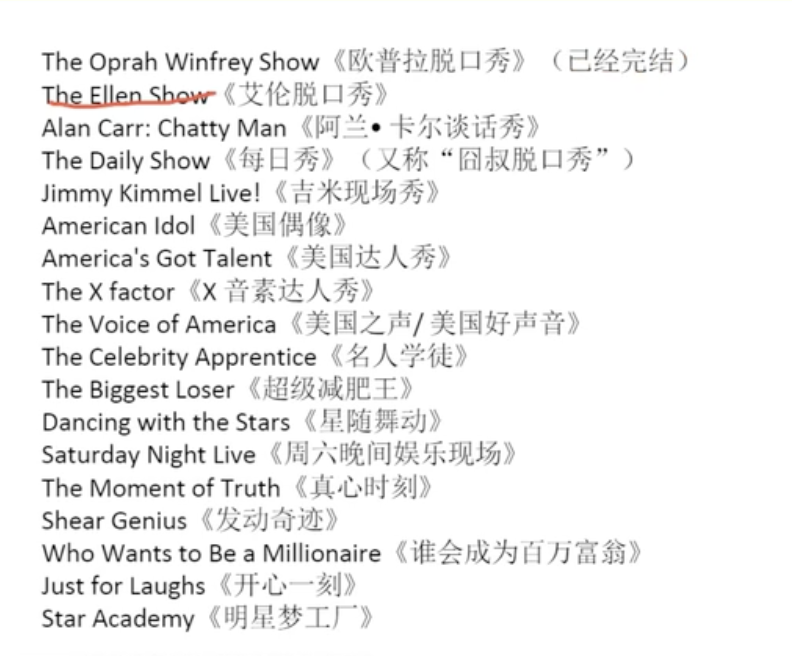 The Oprah Winfrey Show《欧普拉脱口秀》（已经完结）
The Ellen Show《艾伦脱口秀》
Alan Carr: Chatty Man《阿兰•卡尔谈话秀》
The Daily Show《每日秀》（又称“囧叔脱口秀”）
Jimmy Kimmel Live!《吉米现场秀》
American Idol《美国偶像》
America's Got Talent《美国达人秀》
The X factor《X 音素达人秀》
The Voice of America《美国之声/ 美国好声音》
The Celebrity Apprentice《名人学徒》
The Biggest Loser《超级减肥王》
Dancing with the Stars《星随舞动》
Saturday Night Live《周六晚间娱乐现场》
The Moment of Truth《真心时刻》
Shear Genius《发动奇迹》
Who Wants to Be a Millionaire《谁会成为百万富翁》
Just for Laughs《开心一刻》
Star Academy《明星梦工厂》